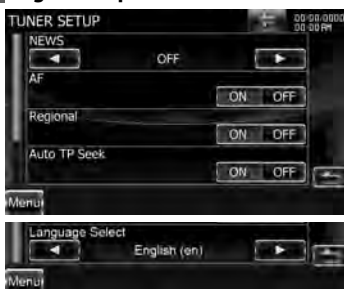 TUNER SETUP
00-00-0000
00:00 AM
NEWS
OFF
AF
ON OFF
Regional
ON OFF
Auto TP Seek
ON OFF
Menu
Language Select
English (en)
Menu